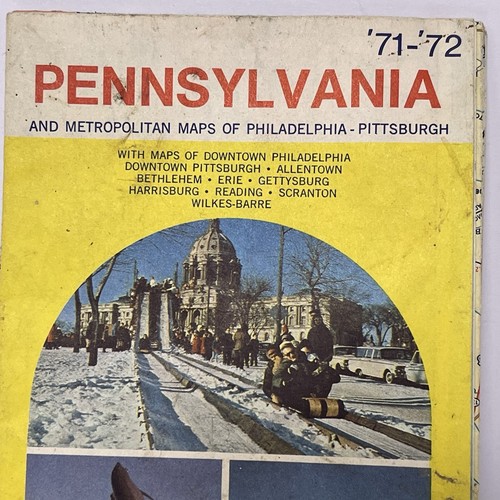 '71-'72
PENNSYLVANIA
AND METROPOLITAN MAPS OF PHILADELPHIA - PITTSBURGH
WITH MAPS OF DOWNTOWN PHILADELPHIA
DOWNTOWN PITTSBURGH • ALLENTOWN
BETHLEHEM • ERIE • GETTYSBURG
HARRISBURG • READING • SCRANTON
WILKES-BARRE